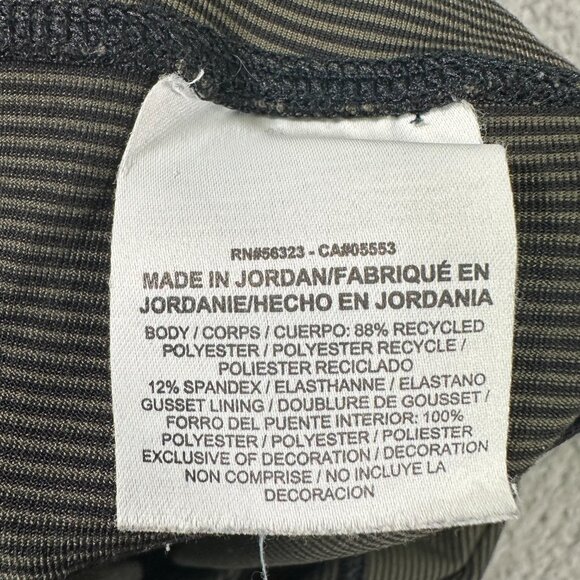 RN#56323 - CA#05553
MADE IN JORDAN/FABRIQUÉ EN
JORDANIE/HECHO EN JORDANIA
BODY / CORPS / CUERPO: 88% RECYCLED
POLYESTER / POLYESTER RECYCLE /
POLIESTER RECICLADO
12% SPANDEX / ELASTHANNE / ELASTANO
GUSSET LINING / DOUBLURE DE GOUSSET /
FORRO DEL PUENTE INTERIOR: 100%
POLYESTER / POLYESTER / POLIESTER
EXCLUSIVE OF DECORATION / DECORATION
NON COMPRISE / NO INCLUYE LA
DECORACION